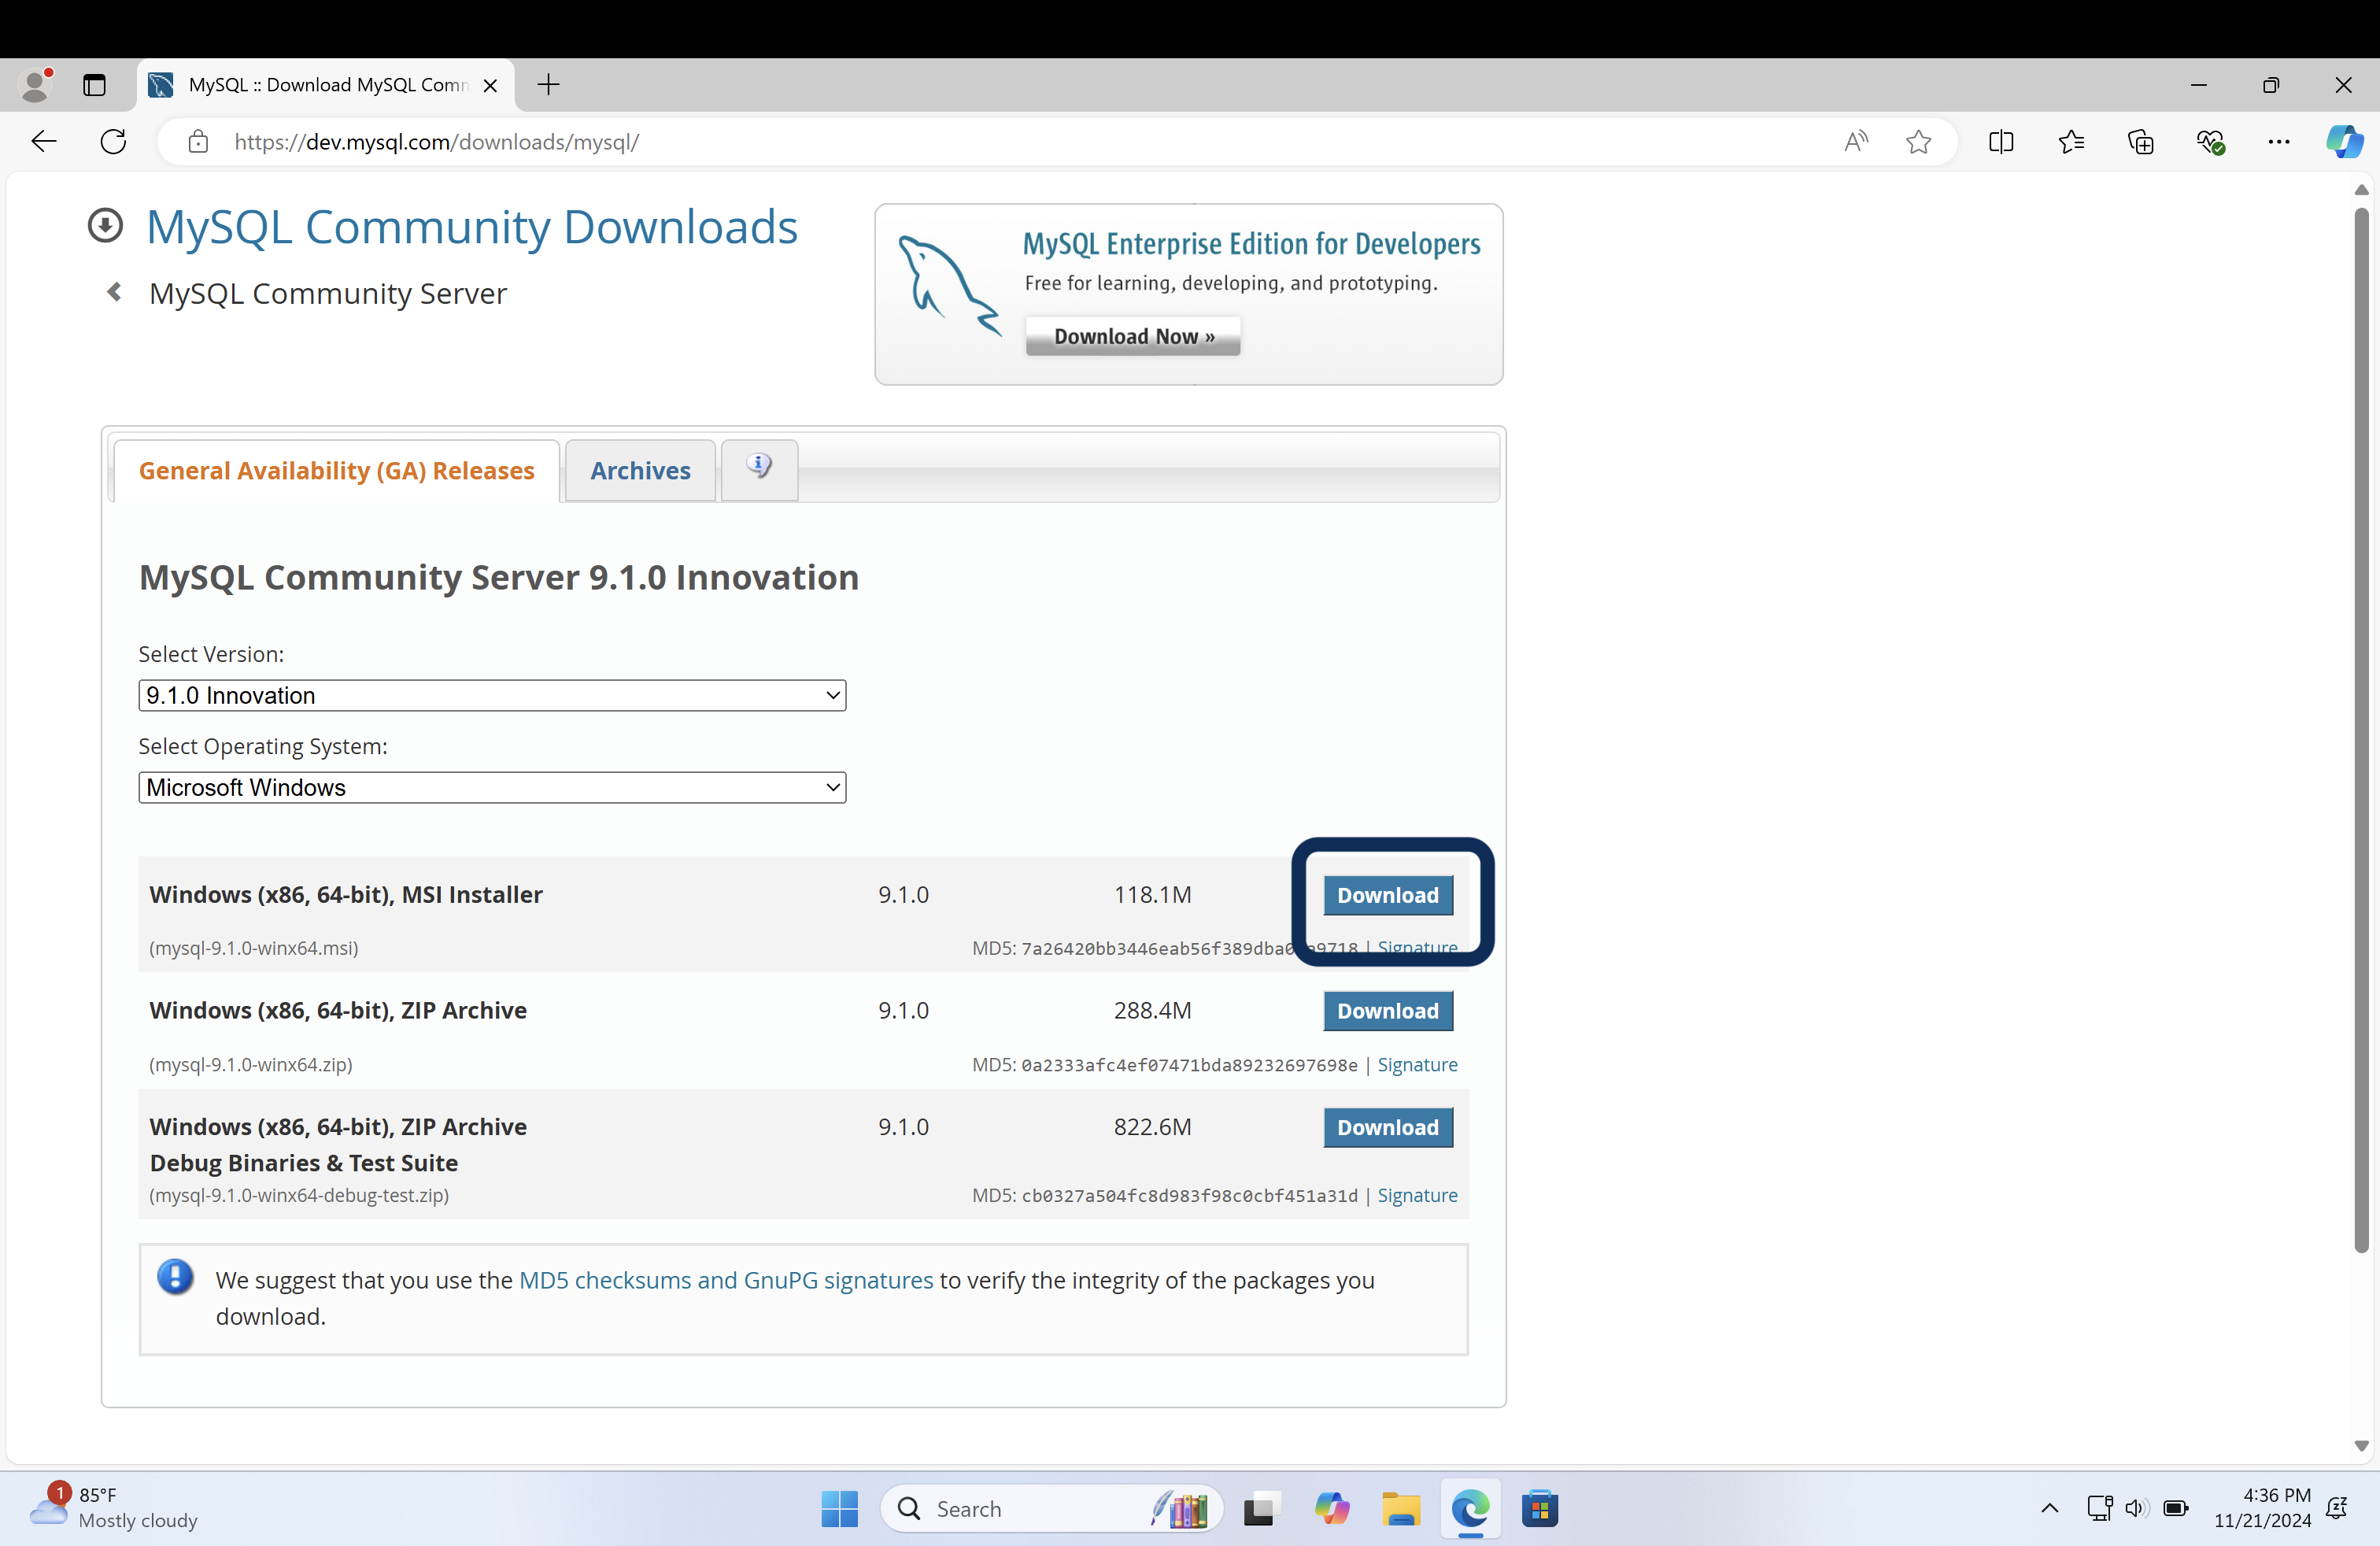 MySQL :: Download MySQL Comm
https://dev.mysql.com/downloads/mysql/
MySQL Community Downloads
MySQL Community Server
MySQL Enterprise Edition for Developers
Free for learning, developing, and prototyping.
Download Now »
General Availability (GA) Releases
Archives
MySQL Community Server 9.1.0 Innovation
Select Version:
9.1.0 Innovation
Select Operating System:
Microsoft Windows
Windows (x86, 64-bit), MSI Installer 9.1.0 118.1M Download
(mysql-9.1.0-winx64.msi) MD5: | Signature
Windows (x86, 64-bit), ZIP Archive 9.1.0 288.4M Download
(mysql-9.1.0-winx64.zip) MD5: 0a2333afc4ef07471bda89232697698e | Signature
Windows (x86, 64-bit), ZIP Archive 9.1.0 822.6M Download
Debug Binaries & Test Suite
(mysql-9.1.0-winx64-debug-test.zip) MD5: cb0327a504fc8d983f98c0cbf451a31d | Signature
We suggest that you use the MD5 checksums and GnuPG signatures to verify the integrity of the packages you
download.
1
85°F
Mostly cloudy
Search
4:36 PM
11/21/2024